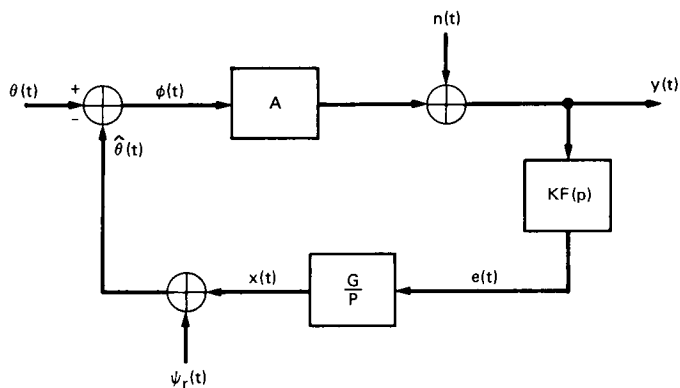 n(t)
θ(t)
+
−
ϕ(t)
A
y(t)
θ̂(t)
KF(p)
x(t)
G
P
e(t)
ψr(t)